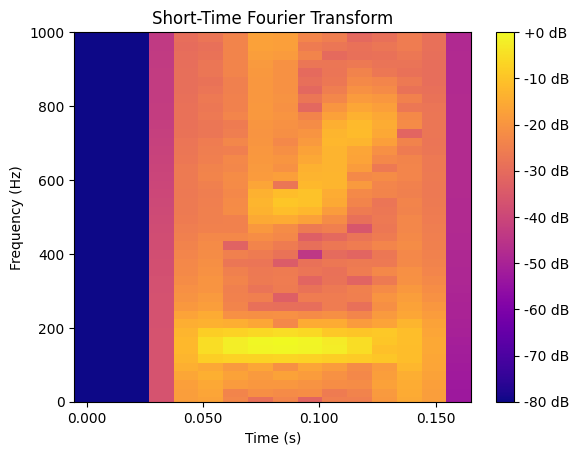 Short-Time Fourier Transform
1000
800
600
400
200
0
Frequency (Hz)
0.000
0.050
0.100
0.150
Time (s)
+0 dB
-10 dB
-20 dB
-30 dB
-40 dB
-50 dB
-60 dB
-70 dB
-80 dB